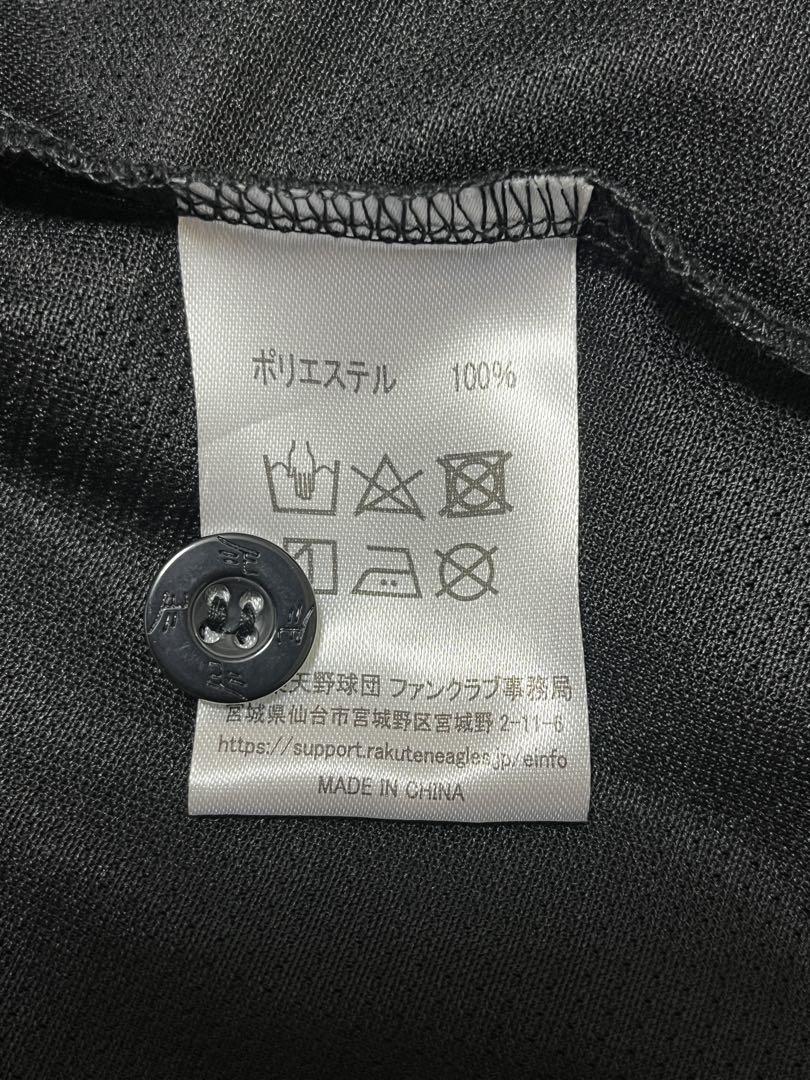 ポリエステル 100%
天野球団 ファンクラブ事務局
宮城県仙台市宮城野区宮城野 2-11-6
https://support.rakuteneagles.jp/einfo
MADE IN CHINA